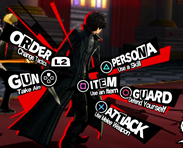 ORDER
Change Tactics
L2
PERSONA
Use a Skill
GUN
Take Aim
ITEM
Use an Item
GUARD
Defend Yourself
ATTACK
Use Melee Weapon